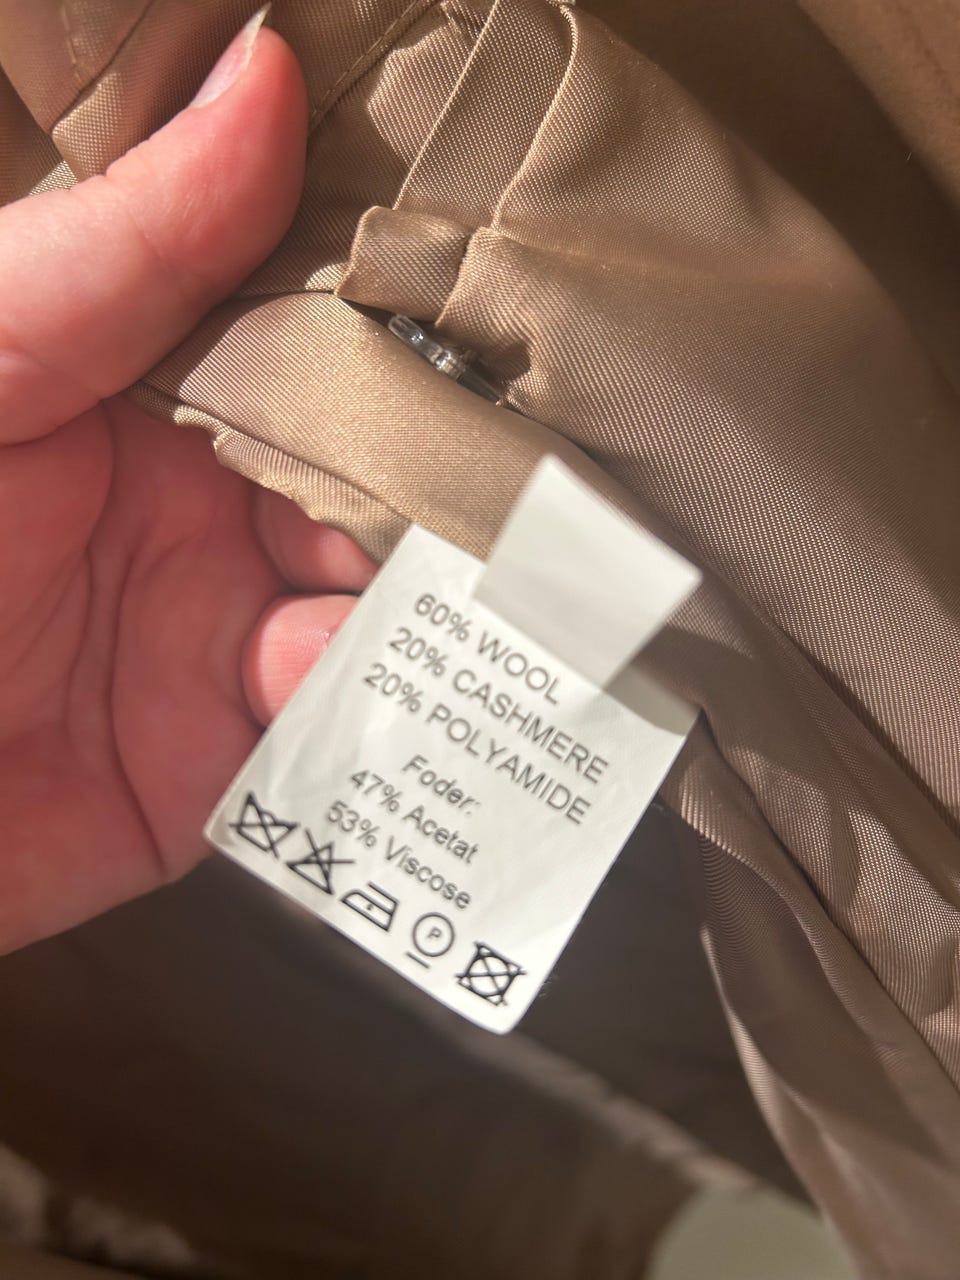 60% WOOL
20% CASHMERE
20% POLYAMIDE
Foder:
47% Acetat
53% Viscose
P